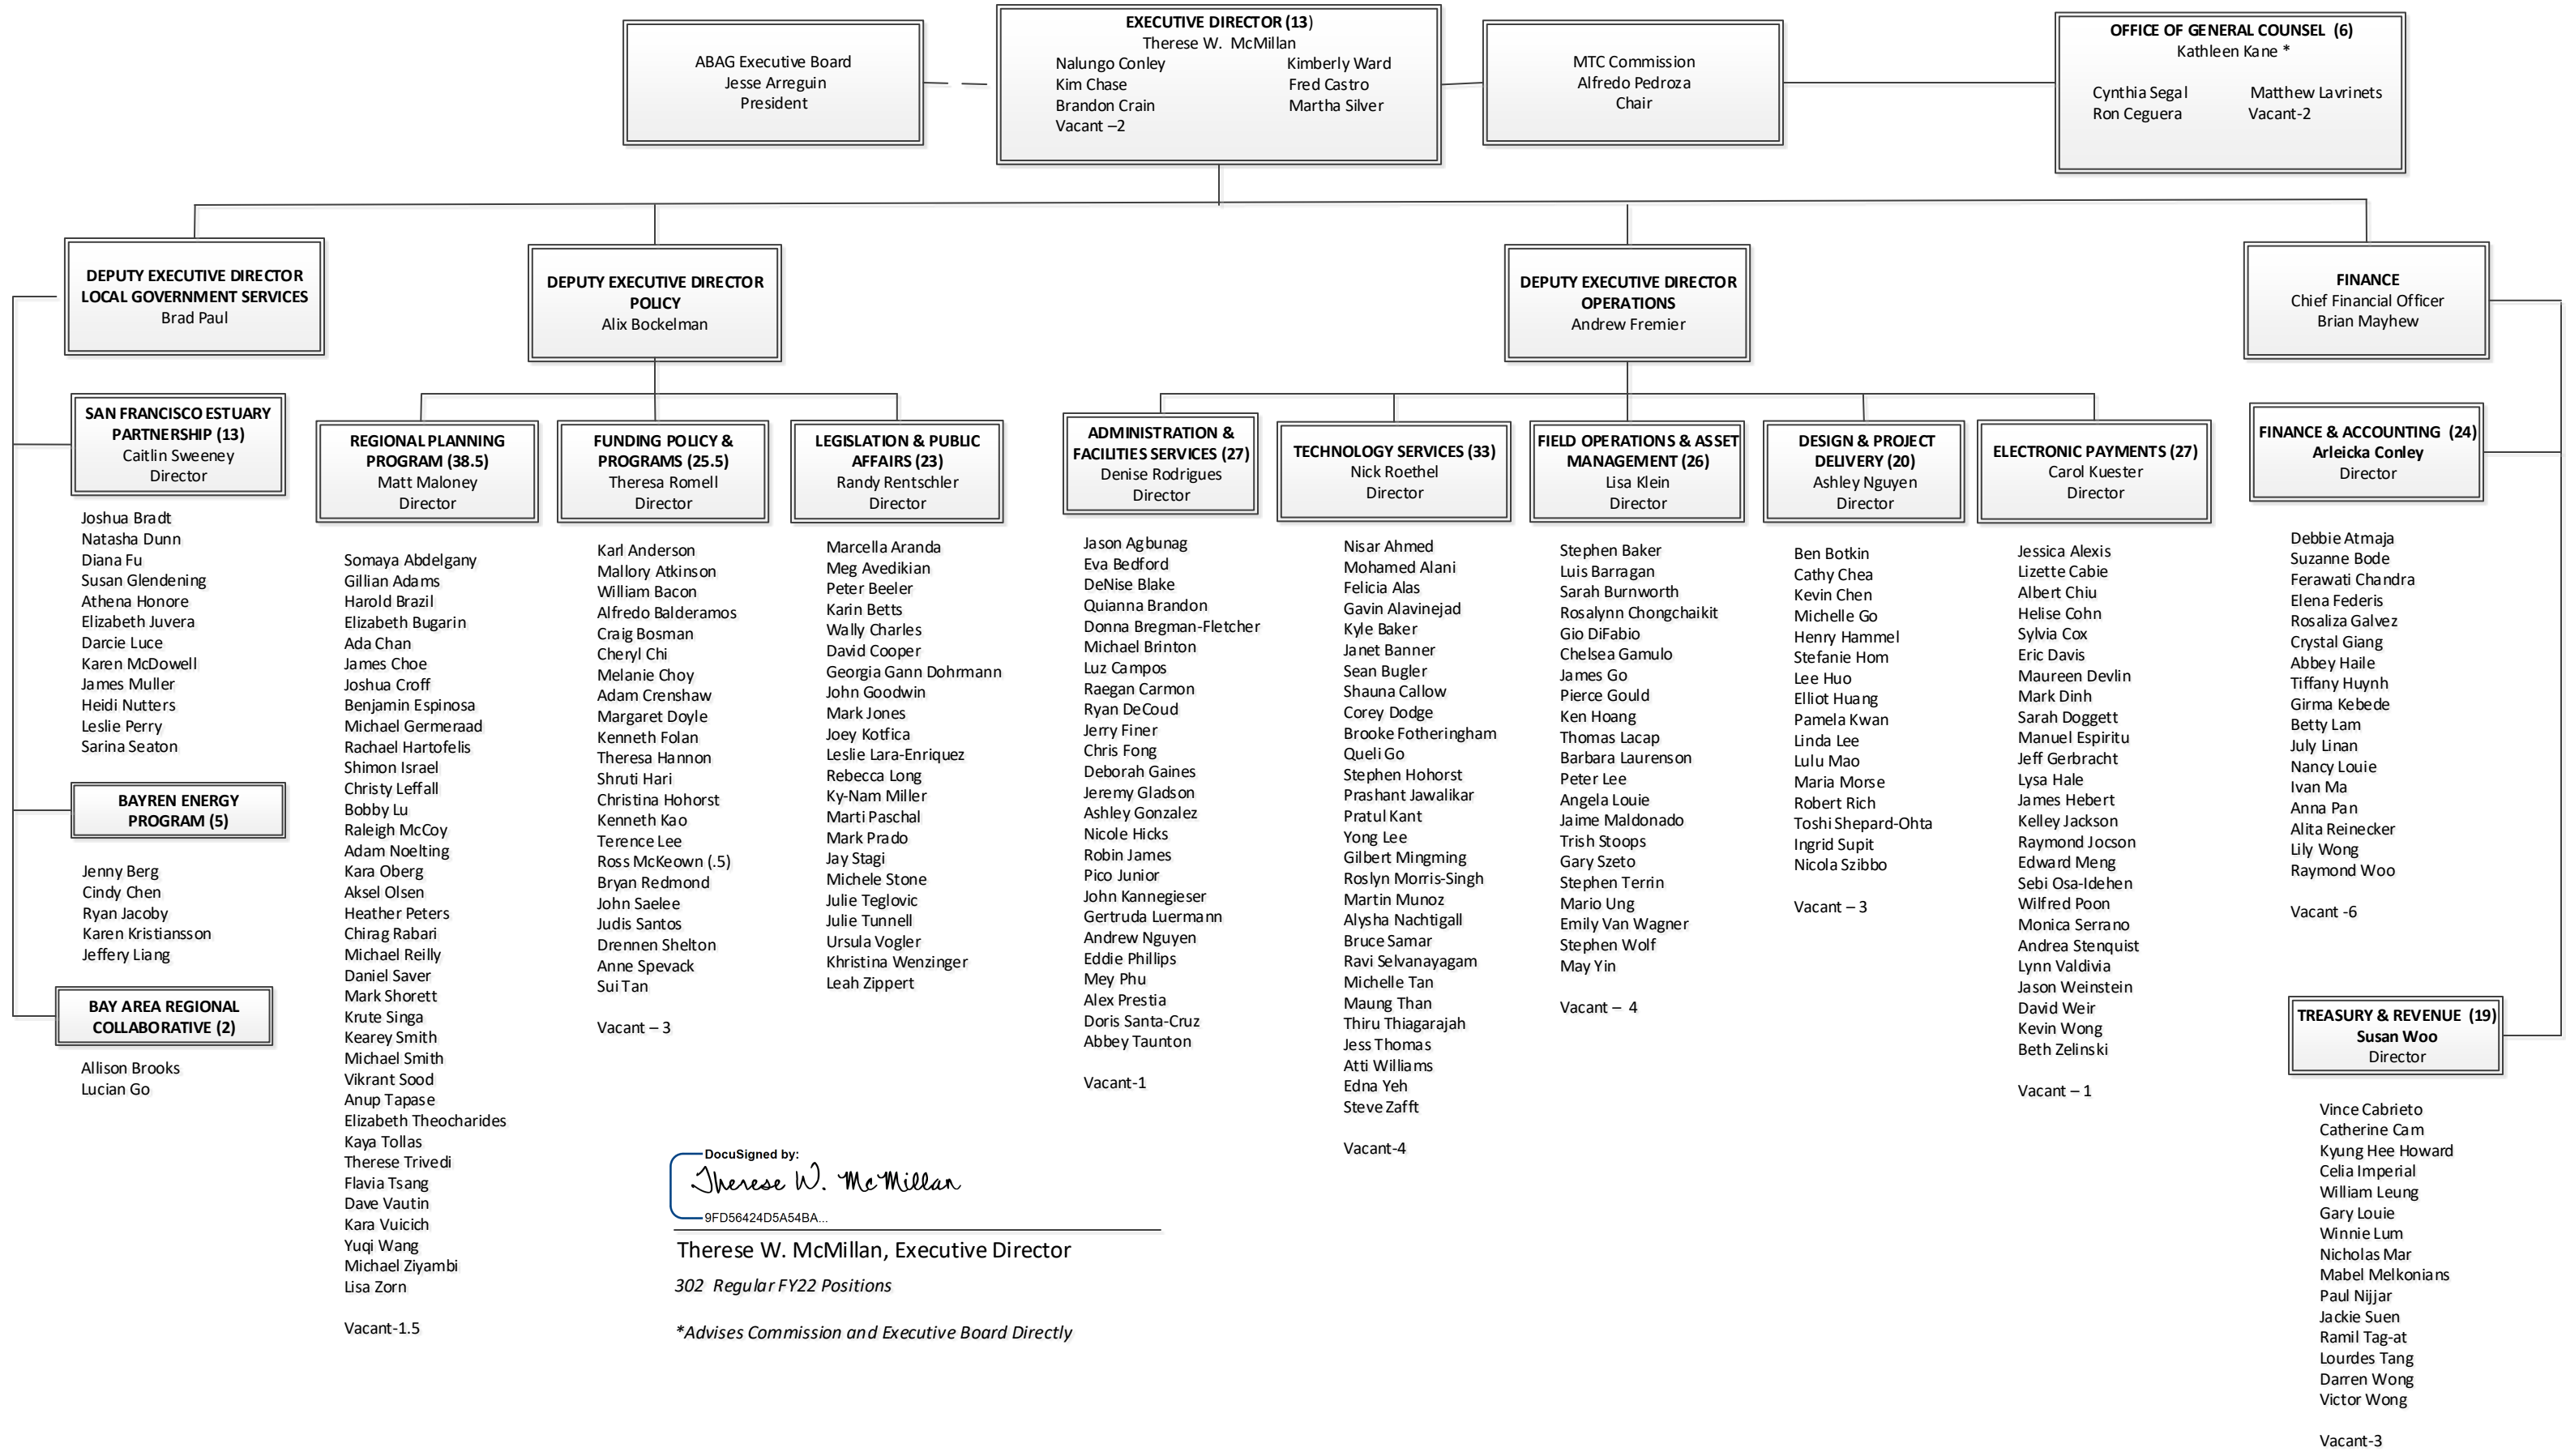 ABAG Executive Board
Jesse Arreguin
President
EXECUTIVE DIRECTOR (13)
Therese W. McMillan
Nalungo Conley
Kim Chase
Brandon Crain
Vacant –2
Kimberly Ward
Fred Castro
Martha Silver
MTC Commission
Alfredo Pedroza
Chair
OFFICE OF GENERAL COUNSEL (6)
Kathleen Kane *
Cynthia Segal
Ron Ceguera
Matthew Lavrinets
Vacant-2
DEPUTY EXECUTIVE DIRECTOR
LOCAL GOVERNMENT SERVICES
Brad Paul
DEPUTY EXECUTIVE DIRECTOR
POLICY
Alix Bockelman
DEPUTY EXECUTIVE DIRECTOR
OPERATIONS
Andrew Fremier
FINANCE
Chief Financial Officer
Brian Mayhew
SAN FRANCISCO ESTUARY
PARTNERSHIP (13)
Caitlin Sweeney
Director
Joshua Bradt
Natasha Dunn
Diana Fu
Susan Glendening
Athena Honore
Elizabeth Juvera
Darcie Luce
Karen McDowell
James Muller
Heidi Nutters
Leslie Perry
Sarina Seaton
BAYREN ENERGY
PROGRAM (5)
Jenny Berg
Cindy Chen
Ryan Jacoby
Karen Kristiansson
Jeffery Liang
BAY AREA REGIONAL
COLLABORATIVE (2)
Allison Brooks
Lucian Go
REGIONAL PLANNING
PROGRAM (38.5)
Matt Maloney
Director
Somaya Abdelgany
Gillian Adams
Harold Brazil
Elizabeth Bugarin
Ada Chan
James Choe
Joshua Croff
Benjamin Espinosa
Michael Germeraad
Rachael Hartofelis
Shimon Israel
Christy Leffall
Bobby Lu
Raleigh McCoy
Adam Noelting
Kara Oberg
Aksel Olsen
Heather Peters
Chirag Rabari
Michael Reilly
Daniel Saver
Mark Shorett
Krute Singa
Kearey Smith
Michael Smith
Vikrant Sood
Anup Tapase
Elizabeth Theocharides
Kaya Tollas
Therese Trivedi
Flavia Tsang
Dave Vautin
Kara Vuicich
Yuqi Wang
Michael Ziyambi
Lisa Zorn
Vacant-1.5
FUNDING POLICY &
PROGRAMS (25.5)
Theresa Romell
Director
Karl Anderson
Mallory Atkinson
William Bacon
Alfredo Balderamos
Craig Bosman
Cheryl Chi
Melanie Choy
Adam Crenshaw
Margaret Doyle
Kenneth Folan
Theresa Hannon
Shruti Hari
Christina Hohorst
Kenneth Kao
Terence Lee
Ross McKeown (.5)
Bryan Redmond
John Saelee
Judis Santos
Drennen Shelton
Anne Spevack
Sui Tan
Vacant – 3
LEGISLATION & PUBLIC
AFFAIRS (23)
Randy Rentschler
Director
Marcella Aranda
Meg Avedikian
Peter Beeler
Karin Betts
Wally Charles
David Cooper
Georgia Gann Dohrmann
John Goodwin
Mark Jones
Joey Kotfica
Leslie Lara-Enriquez
Rebecca Long
Ky-Nam Miller
Marti Paschal
Mark Prado
Jay Stagi
Michele Stone
Julie Teglovic
Julie Tunnell
Ursula Vogler
Khristina Wenzinger
Leah Zippert
ADMINISTRATION &
FACILITIES SERVICES (27)
Denise Rodrigues
Director
Jason Agbunag
Eva Bedford
DeNise Blake
Quianna Brandon
Donna Bregman-Fletcher
Michael Brinton
Luz Campos
Raegan Carmon
Ryan DeCoud
Jerry Finer
Chris Fong
Deborah Gaines
Jeremy Gladson
Ashley Gonzalez
Nicole Hicks
Robin James
Pico Junior
John Kannegieser
Gertruda Luermann
Andrew Nguyen
Eddie Phillips
Mey Phu
Alex Prestia
Doris Santa-Cruz
Abbey Taunton
Vacant-1
TECHNOLOGY SERVICES (33)
Nick Roethel
Director
Nisar Ahmed
Mohamed Alani
Felicia Alas
Gavin Alavinejad
Kyle Baker
Janet Banner
Sean Bugler
Shauna Callow
Corey Dodge
Brooke Fotheringham
Queli Go
Stephen Hohorst
Prashant Jawalikar
Pratul Kant
Yong Lee
Gilbert Mingming
Roslyn Morris-Singh
Martin Munoz
Alysha Nachtigall
Bruce Samar
Ravi Selvanayagam
Michelle Tan
Maung Than
Thiru Thiagarajah
Jess Thomas
Atti Williams
Edna Yeh
Steve Zafft
Vacant-4
FIELD OPERATIONS & ASSET
MANAGEMENT (26)
Lisa Klein
Director
Stephen Baker
Luis Barragan
Sarah Burnworth
Rosalynn Chongchaikit
Gio DiFabio
Chelsea Gamulo
James Go
Pierce Gould
Ken Hoang
Thomas Lacap
Barbara Laurenson
Peter Lee
Angela Louie
Jaime Maldonado
Trish Stoops
Gary Szeto
Stephen Terrin
Mario Ung
Emily Van Wagner
Stephen Wolf
May Yin
Vacant – 4
DESIGN & PROJECT
DELIVERY (20)
Ashley Nguyen
Director
Ben Botkin
Cathy Chea
Kevin Chen
Michelle Go
Henry Hammel
Stefanie Hom
Lee Huo
Elliot Huang
Pamela Kwan
Linda Lee
Lulu Mao
Maria Morse
Robert Rich
Toshi Shepard-Ohta
Ingrid Supit
Nicola Szibbo
Vacant – 3
ELECTRONIC PAYMENTS (27)
Carol Kuester
Director
Jessica Alexis
Lizette Cabie
Albert Chiu
Helise Cohn
Sylvia Cox
Eric Davis
Maureen Devlin
Mark Dinh
Sarah Doggett
Manuel Espiritu
Jeff Gerbracht
Lysa Hale
James Hebert
Kelley Jackson
Raymond Jocson
Edward Meng
Sebi Osa-Idehen
Wilfred Poon
Monica Serrano
Andrea Stenquist
Lynn Valdivia
Jason Weinstein
David Weir
Kevin Wong
Beth Zelinski
Vacant – 1
FINANCE & ACCOUNTING (24)
Arleicka Conley
Director
Debbie Atmaja
Suzanne Bode
Ferawati Chandra
Elena Federis
Rosaliza Galvez
Crystal Giang
Abbey Haile
Tiffany Huynh
Girma Kebede
Betty Lam
July Linan
Nancy Louie
Ivan Ma
Anna Pan
Alita Reinecker
Lily Wong
Raymond Woo
Vacant -6
TREASURY & REVENUE (19)
Susan Woo
Director
Vince Cabrieto
Catherine Cam
Kyung Hee Howard
Celia Imperial
William Leung
Gary Louie
Winnie Lum
Nicholas Mar
Mabel Melkonians
Paul Nijjar
Jackie Suen
Ramil Tag-at
Lourdes Tang
Darren Wong
Victor Wong
Vacant-3
DocuSigned by:
Therese W. McMillan
9FD56424D5A54BA...
Therese W. McMillan, Executive Director
302 Regular FY22 Positions
*Advises Commission and Executive Board Directly